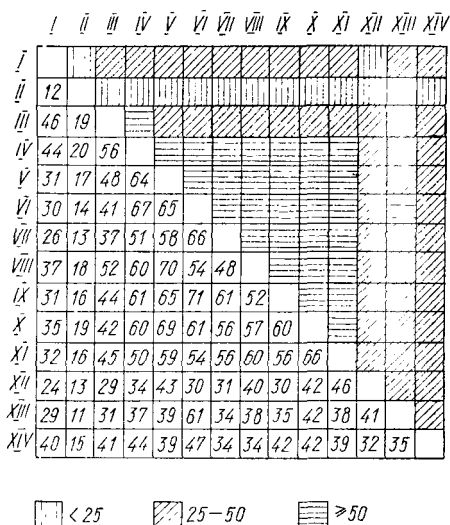 I II III IV V VI VII VIII IX X XI XII XIII XIV
I
II 12
III 46 19
IV 44 20 56
V 31 17 48 64
VI 30 14 41 67 65
VII 26 13 37 51 58 66
VIII 37 18 52 60 70 54 48
IX 31 16 44 61 65 71 61 52
X 35 19 42 60 69 61 56 57 60
XI 32 16 45 50 59 54 56 60 56 66
XII 24 13 29 34 43 30 31 40 30 42 46
XIII 29 11 31 37 39 61 34 38 35 42 38 41
XIV 40 15 41 44 39 47 34 34 42 42 39 32 35
< 25 25–50 ≥50